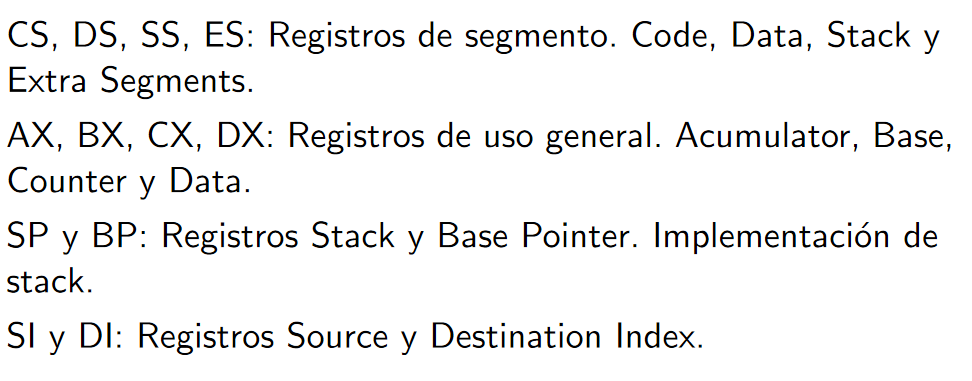 CS, DS, SS, ES: Registros de segmento. Code, Data, Stack y
Extra Segments.
AX, BX, CX, DX: Registros de uso general. Acumulator, Base,
Counter y Data.
SP y BP: Registros Stack y Base Pointer. Implementación de
stack.
SI y DI: Registros Source y Destination Index.